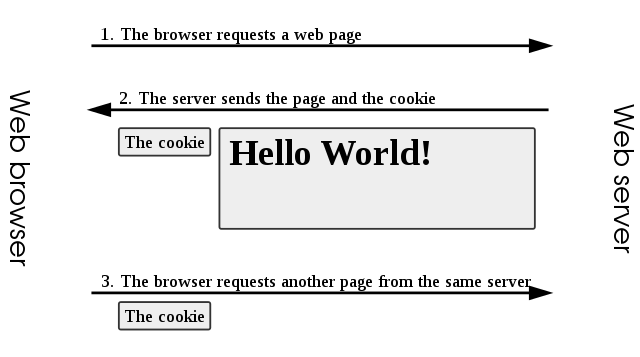 1. The browser requests a web page
2. The server sends the page and the cookie
The cookie
Hello World!
Web browser
Web server
3. The browser requests another page from the same server
The cookie